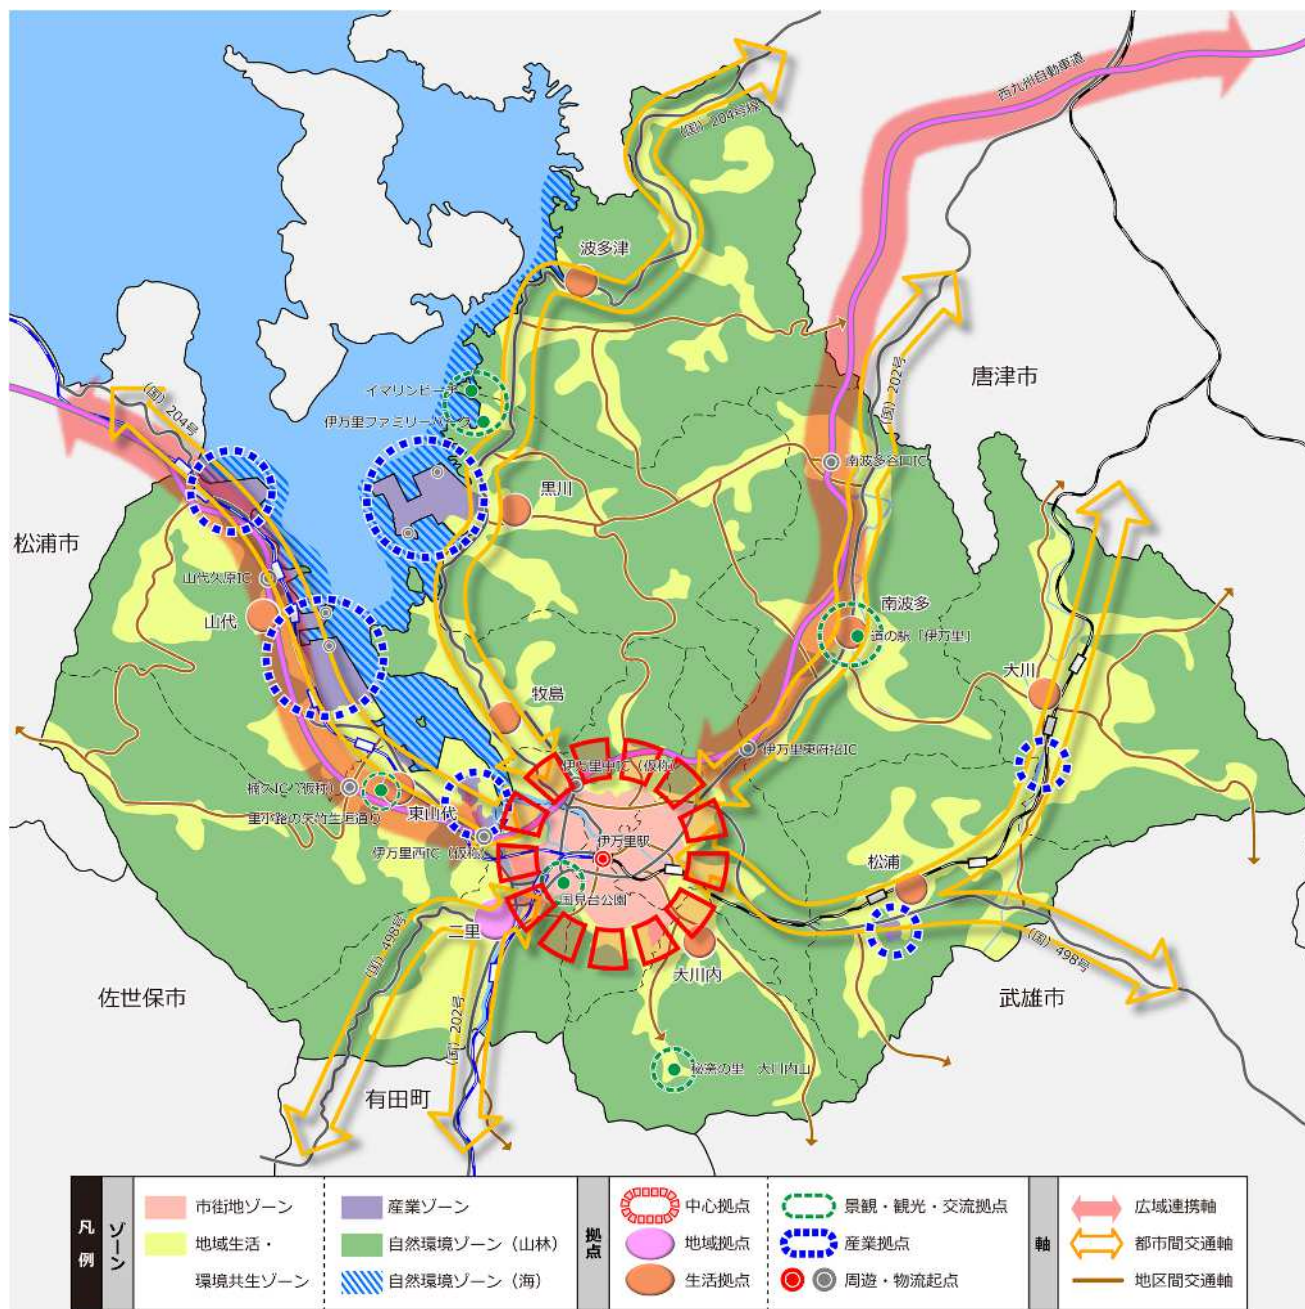 西九州自動車道
(国) 204号線
波多津
(国) 202号
唐津市
イマリンビーチ
(国) 204号
伊万里ファミリーパーク
南波多谷口IC
黒川
松浦市
山代久原IC
南波多
山代
道の駅「伊万里」
大川
牧島
伊万里東府招IC
伊万里中IC（仮称）
楠久IC（仮称）
東山代
里小路の矢竹生垣通り
伊万里駅
伊万里西IC（仮称）
松浦
国見台公園
二里
(国) 498号
(国) 498号
大川内
佐世保市
武雄市
(国) 202号
秘窯の里　大川内山
有田町
凡例
ゾーン
市街地ゾーン
地域生活・
環境共生ゾーン
産業ゾーン
自然環境ゾーン（山林）
自然環境ゾーン（海）
拠点
中心拠点
地域拠点
生活拠点
景観・観光・交流拠点
産業拠点
周遊・物流起点
軸
広域連携軸
都市間交通軸
地区間交通軸